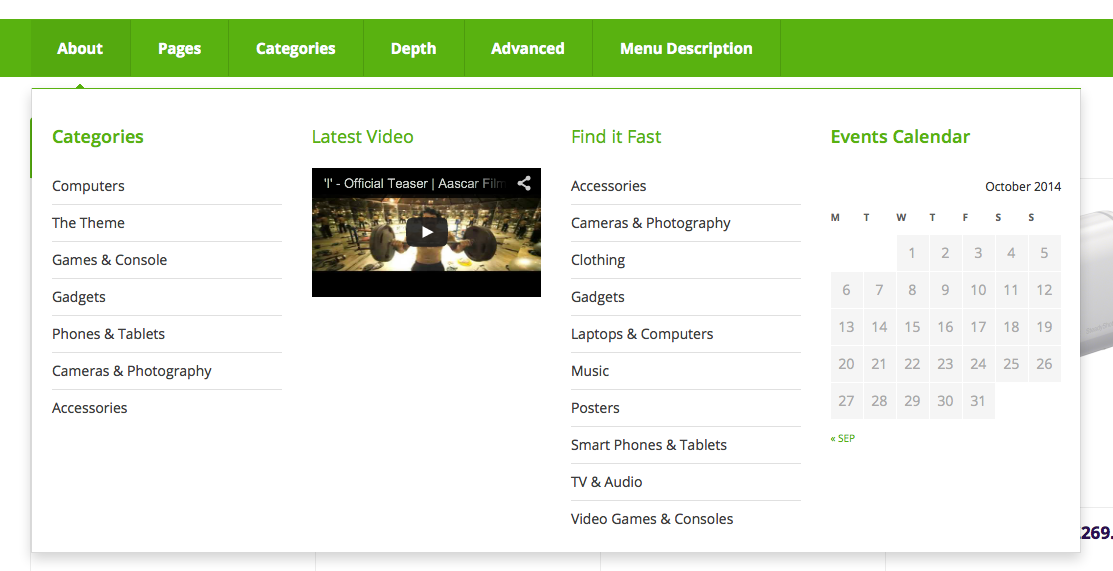 About Pages Categories Depth Advanced Menu Description
Categories
Computers
The Theme
Games & Console
Gadgets
Phones & Tablets
Cameras & Photography
Accessories
Latest Video
'I' - Official Teaser | Aascar Film
Find it Fast
Accessories
Cameras & Photography
Clothing
Gadgets
Laptops & Computers
Music
Posters
Smart Phones & Tablets
TV & Audio
Video Games & Consoles
Events Calendar
October 2014
M T W T F S S
1 2 3 4 5
6 7 8 9 10 11 12
13 14 15 16 17 18 19
20 21 22 23 24 25 26
27 28 29 30 31
« SEP
269.